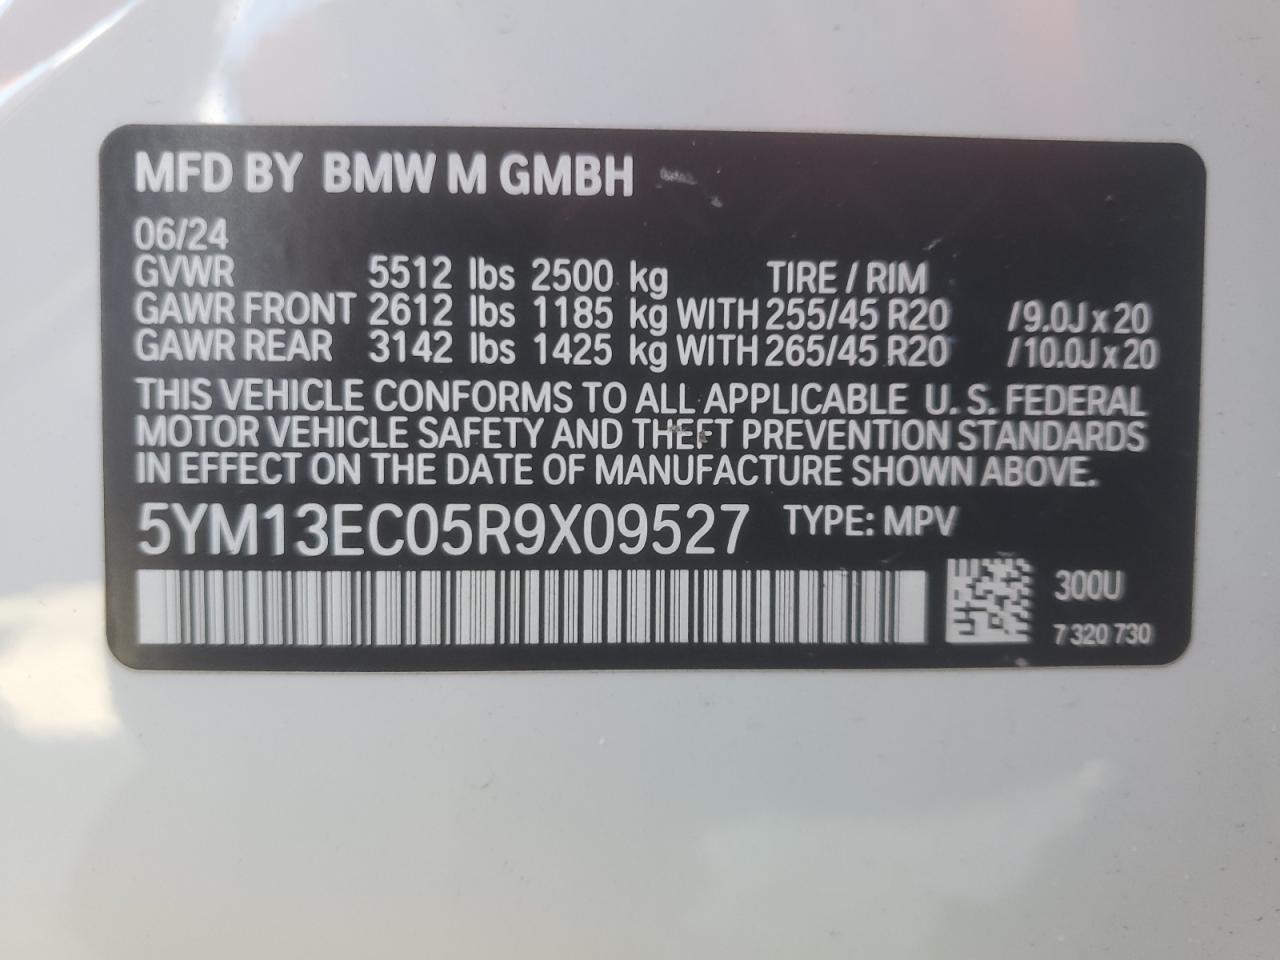 MFD BY BMW M GMBH
06/24
GVWR 5512 lbs 2500 kg TIRE / RIM
GAWR FRONT 2612 lbs 1185 kg WITH 255/45 R20 /9.0J x 20
GAWR REAR 3142 lbs 1425 kg WITH 265/45 R20 /10.0J x 20
THIS VEHICLE CONFORMS TO ALL APPLICABLE U. S. FEDERAL
MOTOR VEHICLE SAFETY AND THEFT PREVENTION STANDARDS
IN EFFECT ON THE DATE OF MANUFACTURE SHOWN ABOVE.
5YM13EC05R9X09527 TYPE: MPV
300U
7 320 730